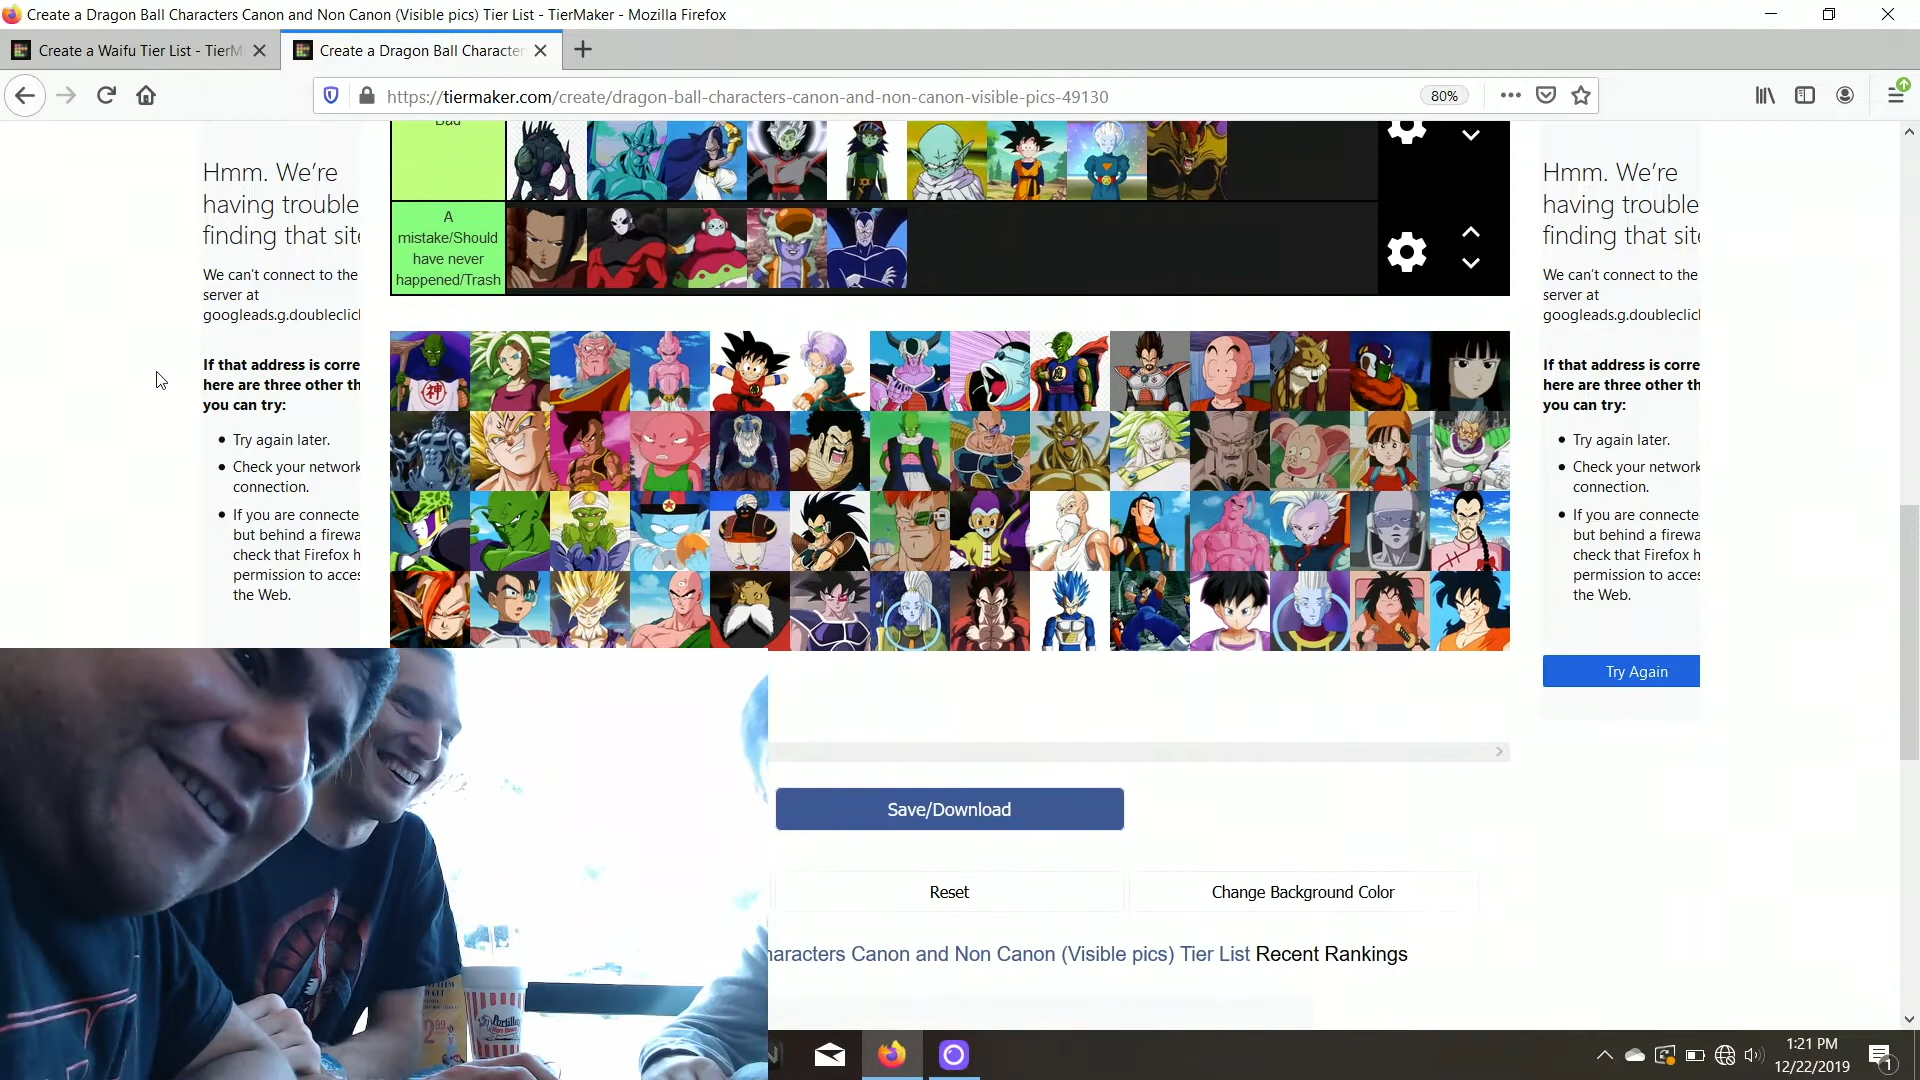 Create a Dragon Ball Characters Canon and Non Canon (Visible pics) Tier List - TierMaker - Mozilla Firefox
Create a Waifu Tier List - TierM
Create a Dragon Ball Character
https://tiermaker.com/create/dragon-ball-characters-canon-and-non-canon-visible-pics-49130
80%
Bad
A
mistake/Should
have never
happened/Trash
Hmm. We're
having trouble
finding that site
We can't connect to the
server at
googleads.g.doubleclic
If that address is corre
here are three other th
you can try:
Try again later.
Check your network
connection.
If you are connecte
but behind a firewa
check that Firefox h
permission to acces
the Web.
Hmm. We're
having trouble
finding that site
We can't connect to the
server at
googleads.g.doubleclic
If that address is corre
here are three other th
you can try:
Try again later.
Check your network
connection.
If you are connecte
but behind a firewa
check that Firefox h
permission to acces
the Web.
Try Again
神
魔
Save/Download
Reset
Change Background Color
haracters Canon and Non Canon (Visible pics) Tier List Recent Rankings
Portillo's
2.99
1:21 PM
12/22/2019
1